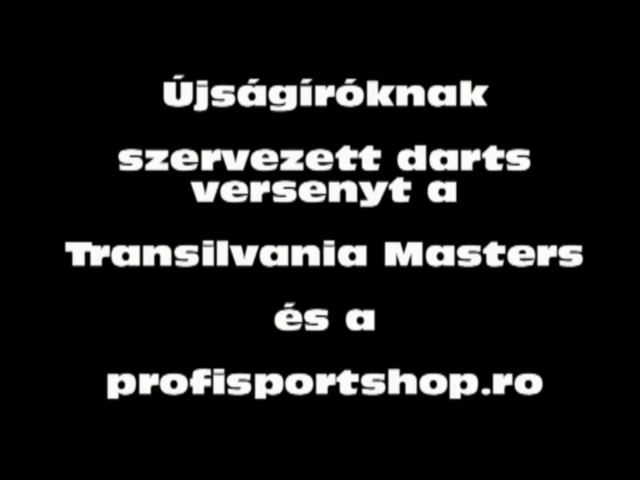 Újságíróknak
szervezett darts
versenyt a
Transilvania Masters
és a
profisportshop.ro